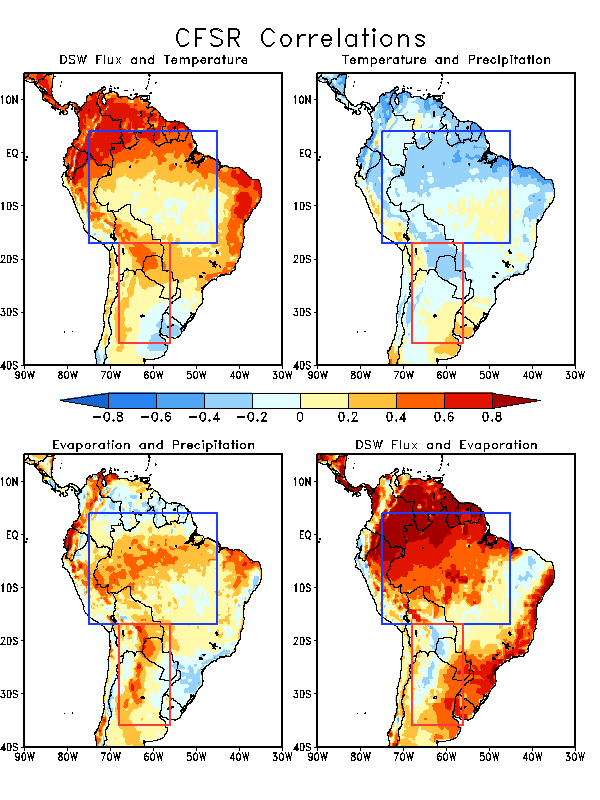 CFSR Correlations
DSW Flux and Temperature
Temperature and Precipitation
10N
EQ
10S
20S
30S
40S
90W 80W 70W 60W 50W 40W 30W
10N
EQ
10S
20S
30S
40S
90W 80W 70W 60W 50W 40W 30W
-0.8 -0.6 -0.4 -0.2 0 0.2 0.4 0.6 0.8
Evaporation and Precipitation
DSW Flux and Evaporation
10N
EQ
10S
20S
30S
40S
90W 80W 70W 60W 50W 40W 30W
10N
EQ
10S
20S
30S
40S
90W 80W 70W 60W 50W 40W 30W